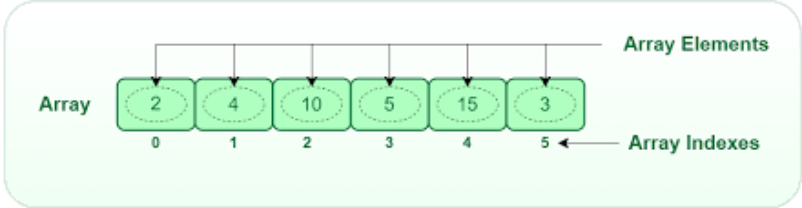 Array Elements
Array 2 4 10 5 15 3
0 1 2 3 4 5 Array Indexes